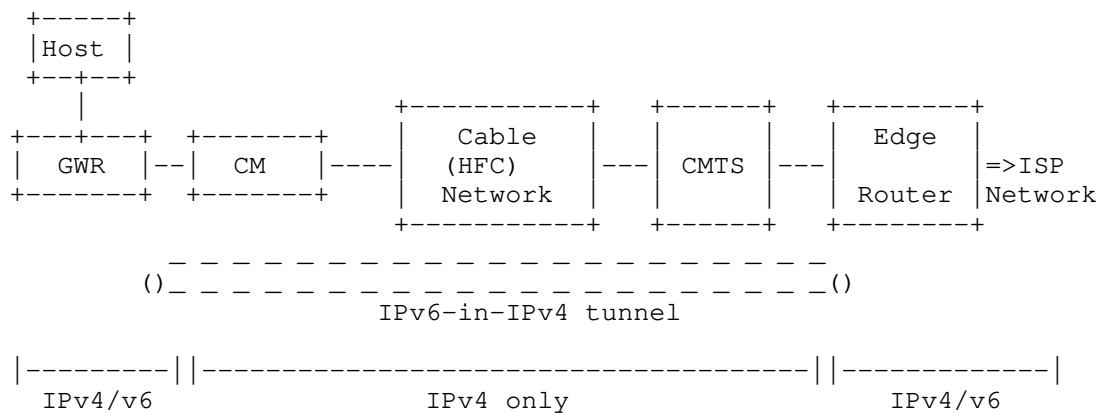 Host
Cable Edge
GWR CM (HFC) CMTS =>ISP
Network Router Network
()
()
IPv6-in-IPv4 tunnel
IPv4/v6 IPv4 only IPv4/v6